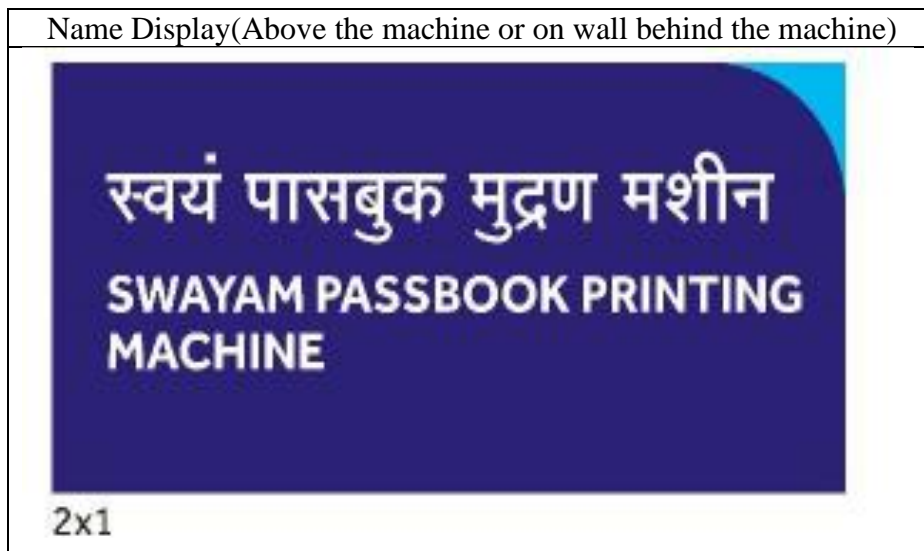 Name Display(Above the machine or on wall behind the machine)
स्वयं पासबुक मुद्रण मशीन
SWAYAM PASSBOOK PRINTING
MACHINE
2x1